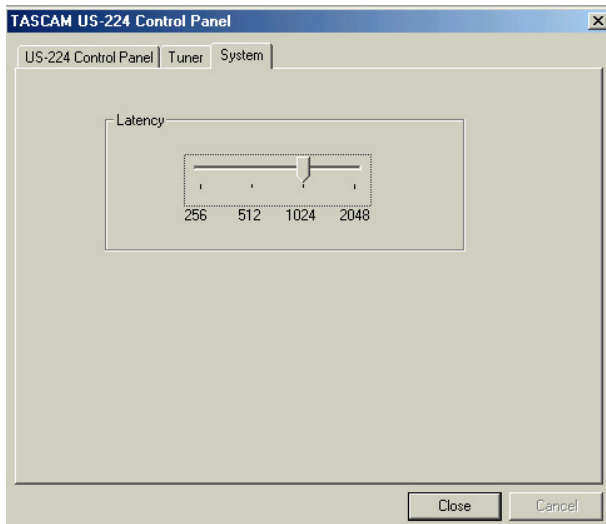 TASCAM US-224 Control Panel
US-224 Control Panel Tuner System
Latency
256 512 1024 2048
Close Cancel